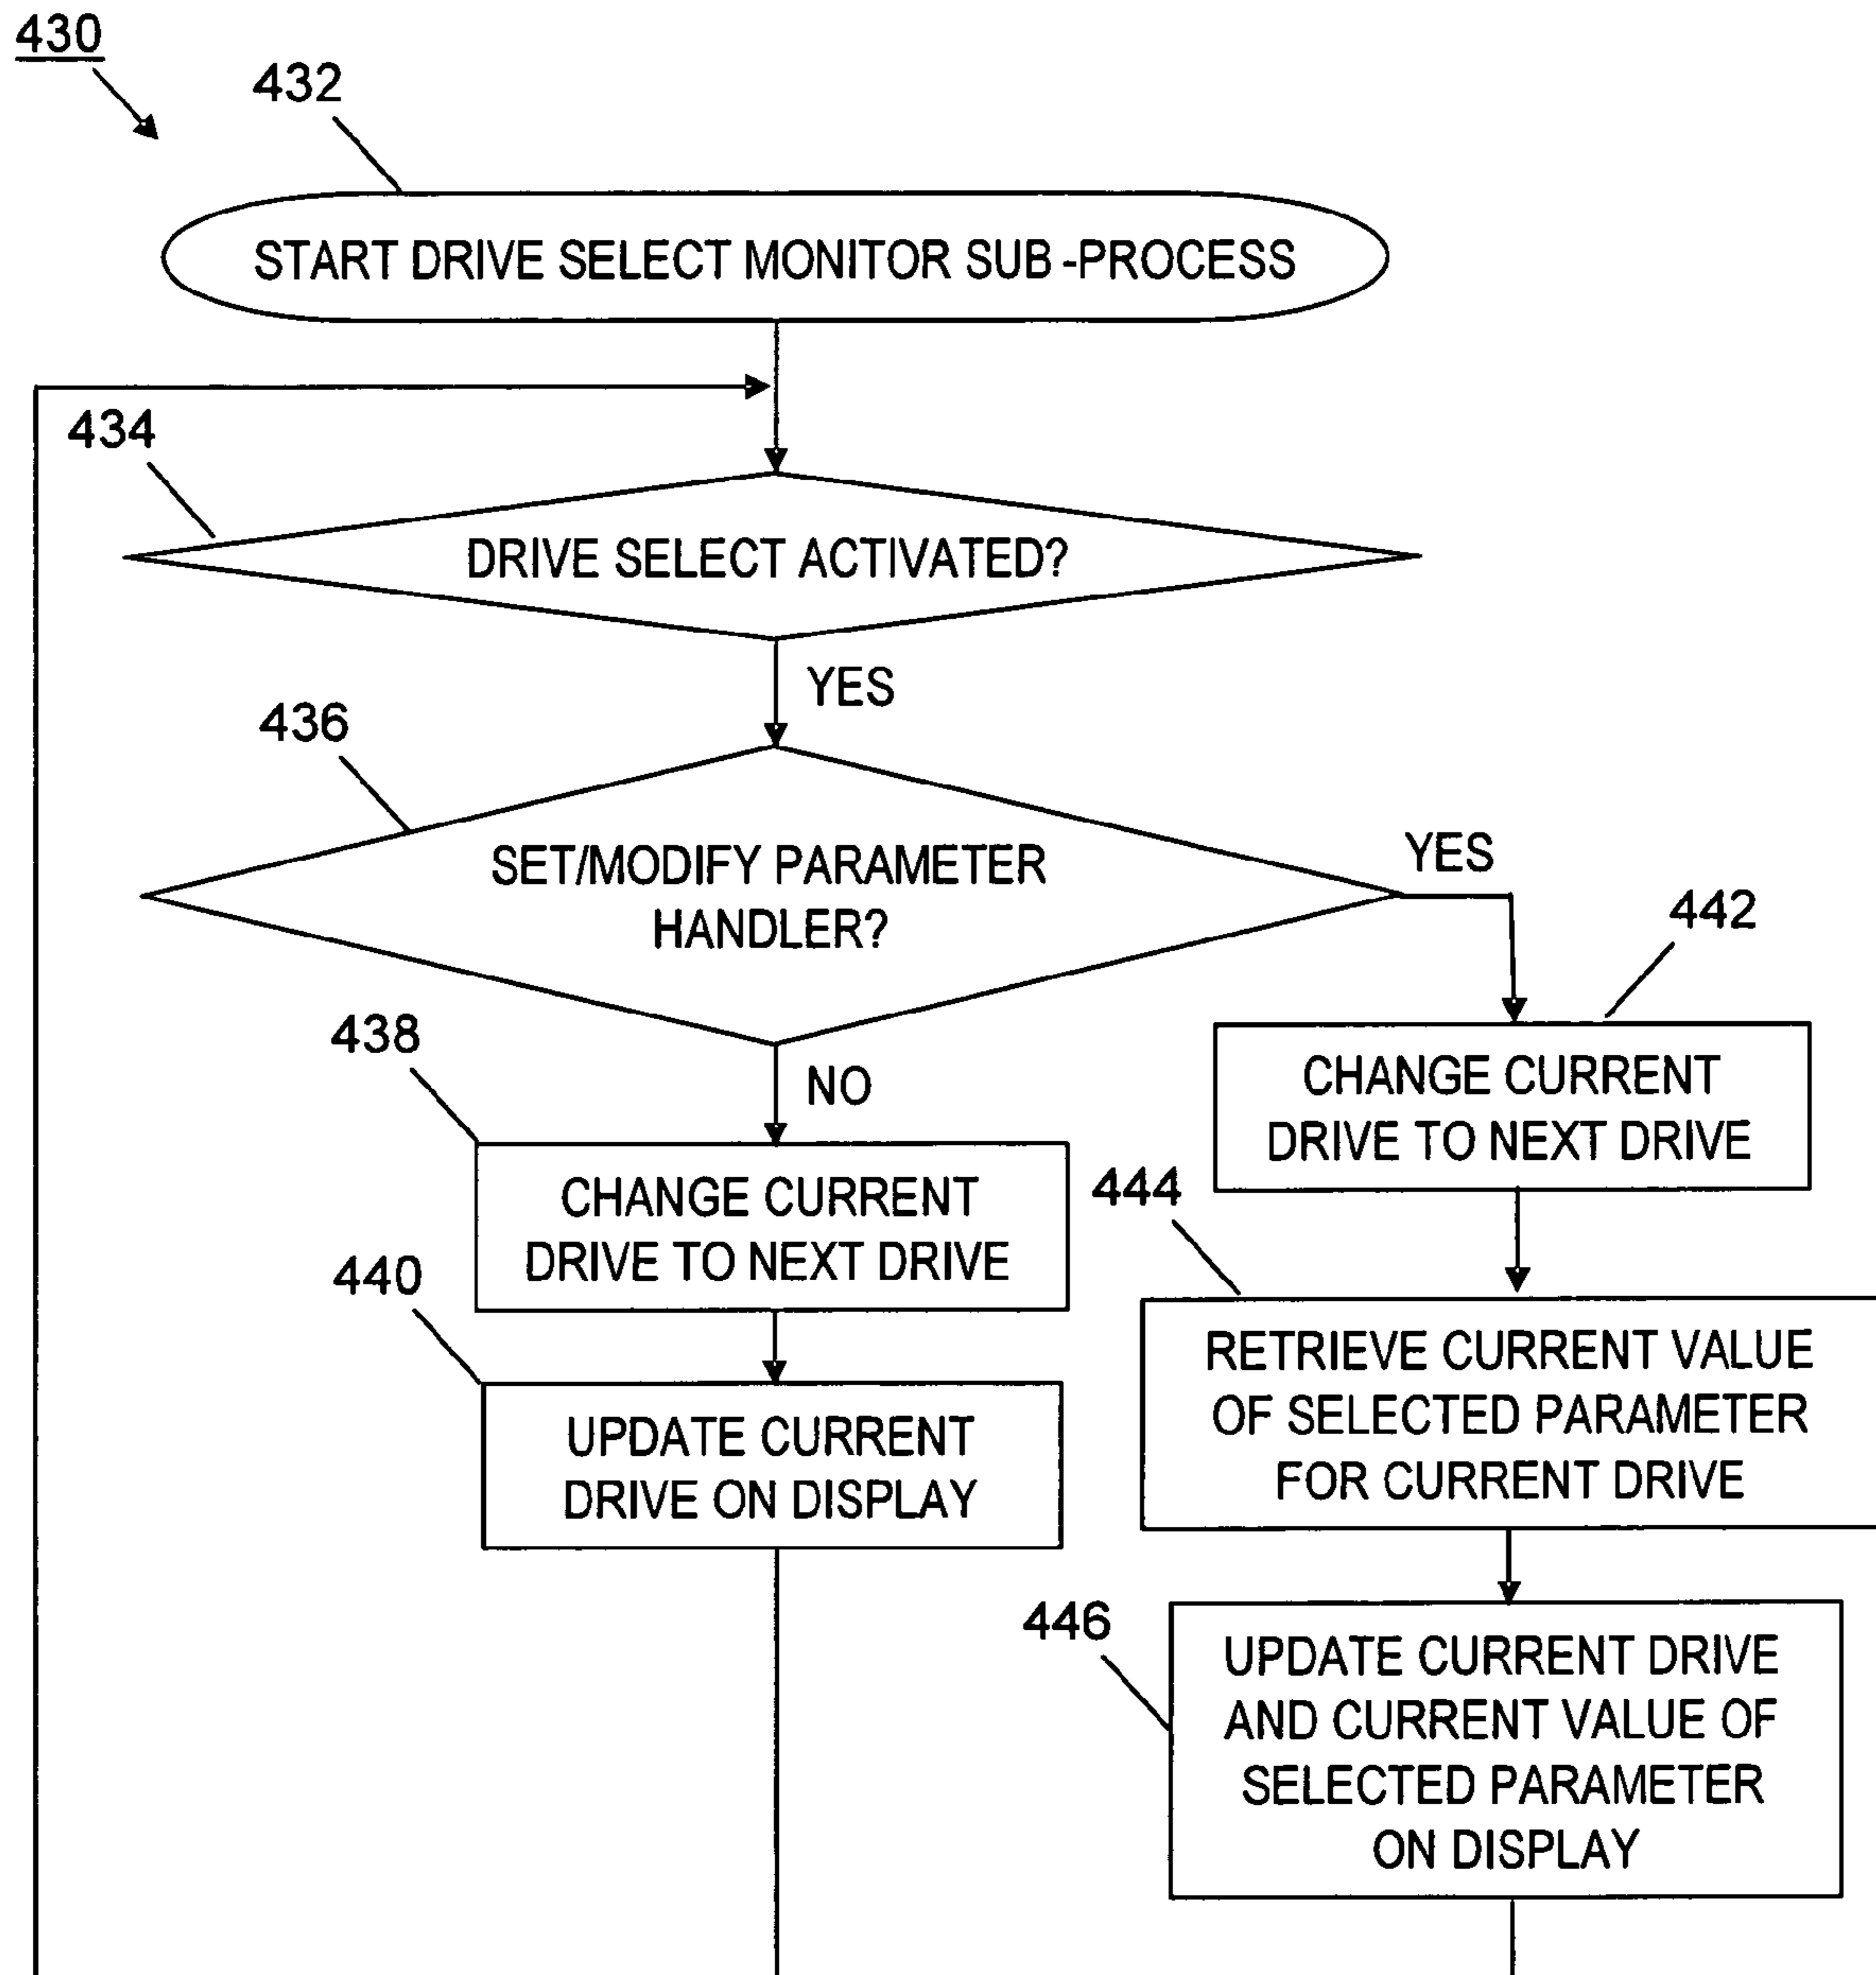 430
432
START DRIVE SELECT MONITOR SUB-PROCESS
434
DRIVE SELECT ACTIVATED?
YES
436
SET/MODIFY PARAMETER
HANDLER?
YES
442
CHANGE CURRENT
DRIVE TO NEXT DRIVE
438
NO
CHANGE CURRENT
DRIVE TO NEXT DRIVE
444
RETRIEVE CURRENT VALUE
OF SELECTED PARAMETER
FOR CURRENT DRIVE
440
UPDATE CURRENT
DRIVE ON DISPLAY
446
UPDATE CURRENT DRIVE
AND CURRENT VALUE OF
SELECTED PARAMETER
ON DISPLAY